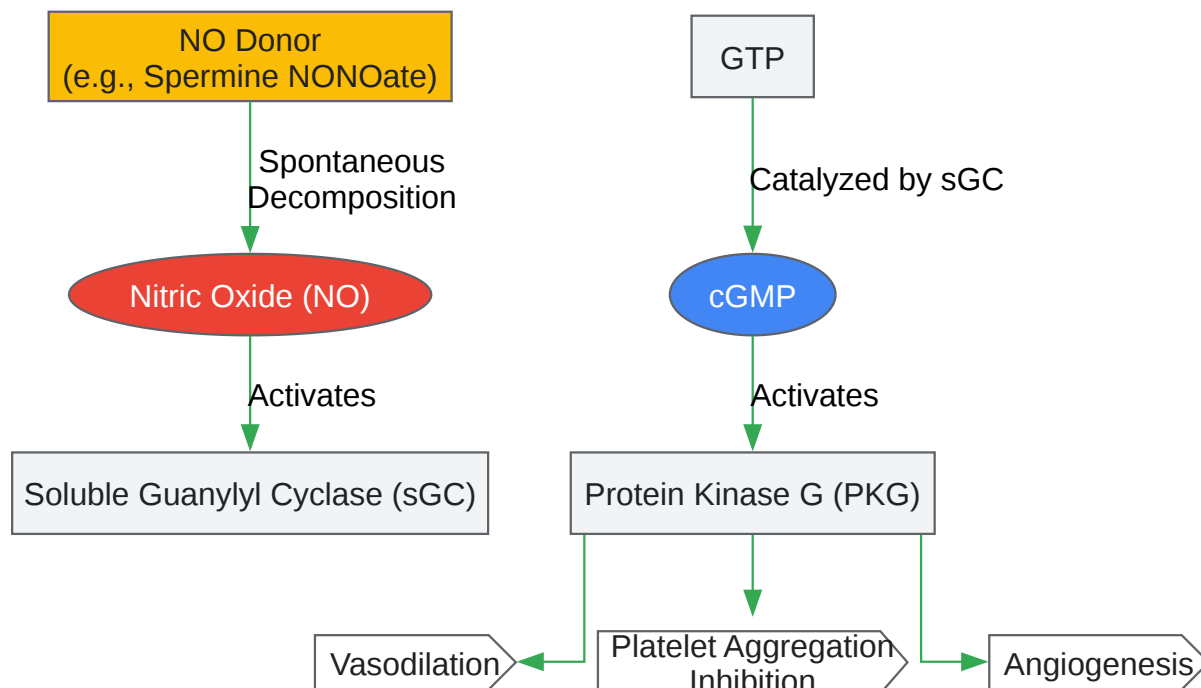 NO Donor
(e.g., Spermine NONOate)
GTP
Spontaneous
Decomposition
Catalyzed by sGC
Nitric Oxide (NO)
cGMP
Activates
Activates
Soluble Guanylyl Cyclase (sGC)
Protein Kinase G (PKG)
Vasodilation
Platelet Aggregation
Inhibition
Angiogenesis